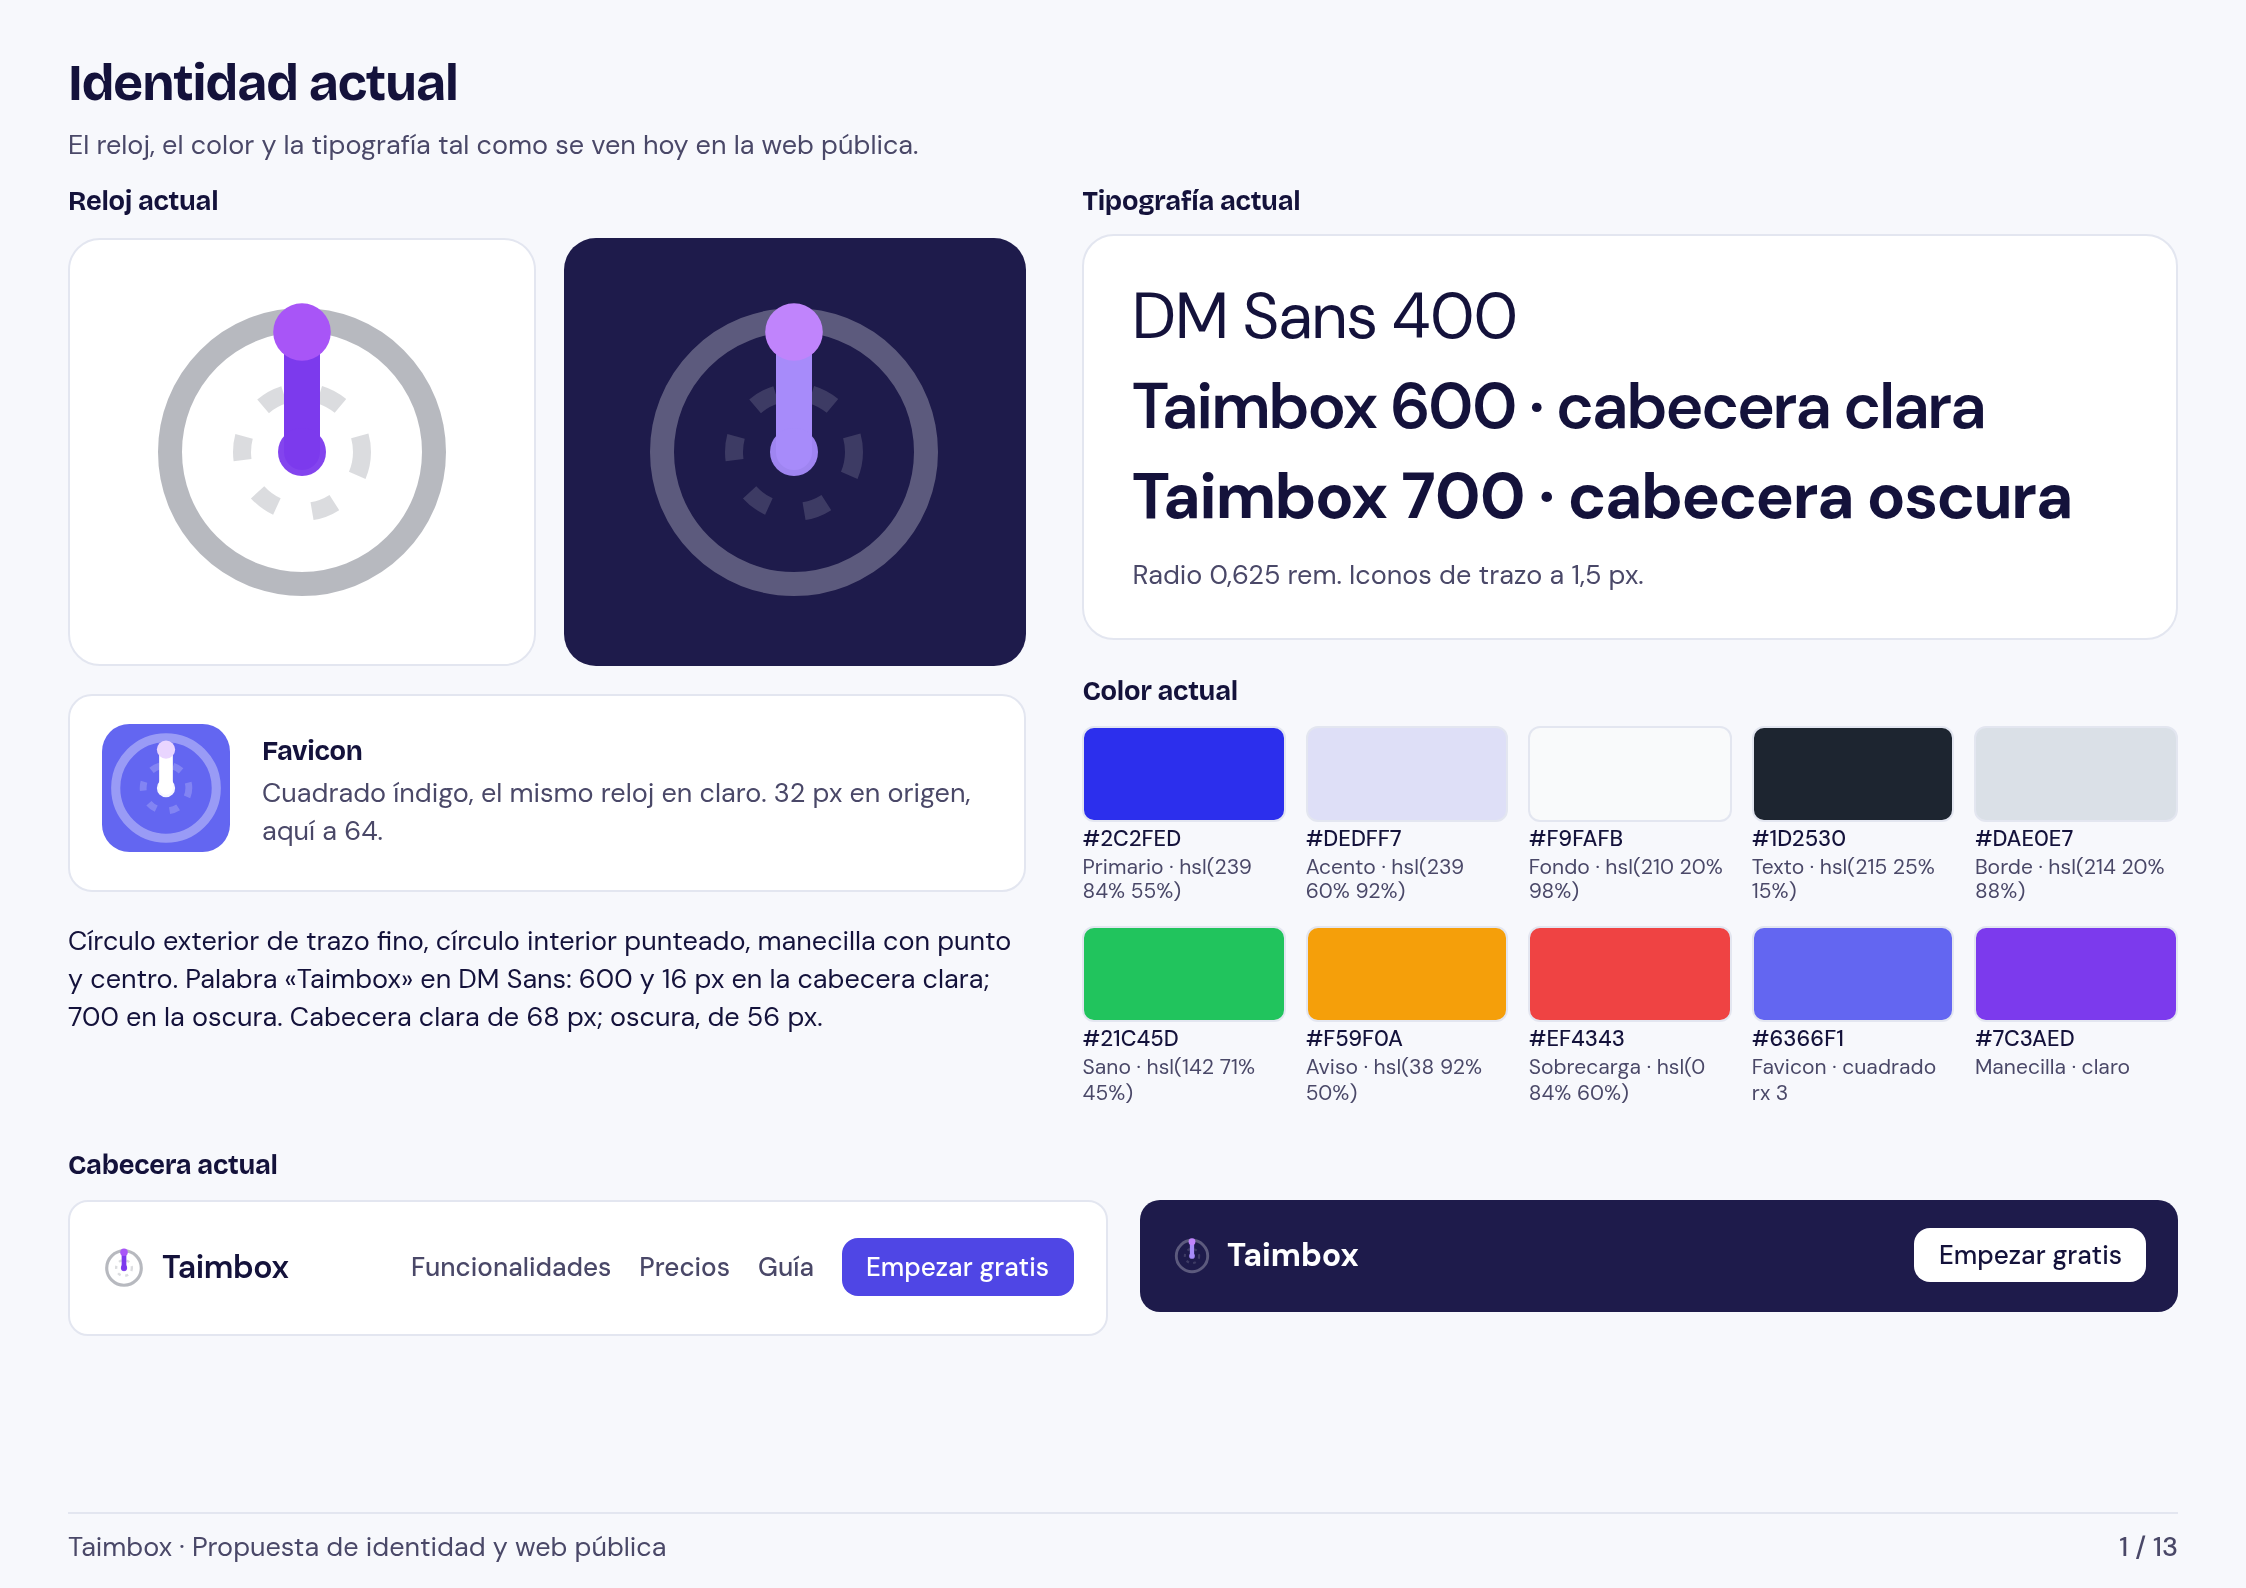 Identidad actual
El reloj, el color y la tipografía tal como se ven hoy en la web pública.
Reloj actual
Favicon
Cuadrado índigo, el mismo reloj en claro. 32 px en origen,
aquí a 64.
Círculo exterior de trazo fino, círculo interior punteado, manecilla con punto
y centro. Palabra «Taimbox» en DM Sans: 600 y 16 px en la cabecera clara;
700 en la oscura. Cabecera clara de 68 px; oscura, de 56 px.
Tipografía actual
DM Sans 400
Taimbox 600 · cabecera clara
Taimbox 700 · cabecera oscura
Radio 0,625 rem. Iconos de trazo a 1,5 px.
Color actual
#2C2FED
Primario · hsl(239
84% 55%)
#DEDFF7
Acento · hsl(239
60% 92%)
#F9FAFB
Fondo · hsl(210 20%
98%)
#1D2530
Texto · hsl(215 25%
15%)
#DAE0E7
Borde · hsl(214 20%
88%)
#21C45D
Sano · hsl(142 71%
45%)
#F59F0A
Aviso · hsl(38 92%
50%)
#EF4343
Sobrecarga · hsl(0
84% 60%)
#6366F1
Favicon · cuadrado
rx 3
#7C3AED
Manecilla · claro
Cabecera actual
Taimbox
Funcionalidades
Precios
Guía
Empezar gratis
Taimbox
Empezar gratis
Taimbox · Propuesta de identidad y web pública
1 / 13